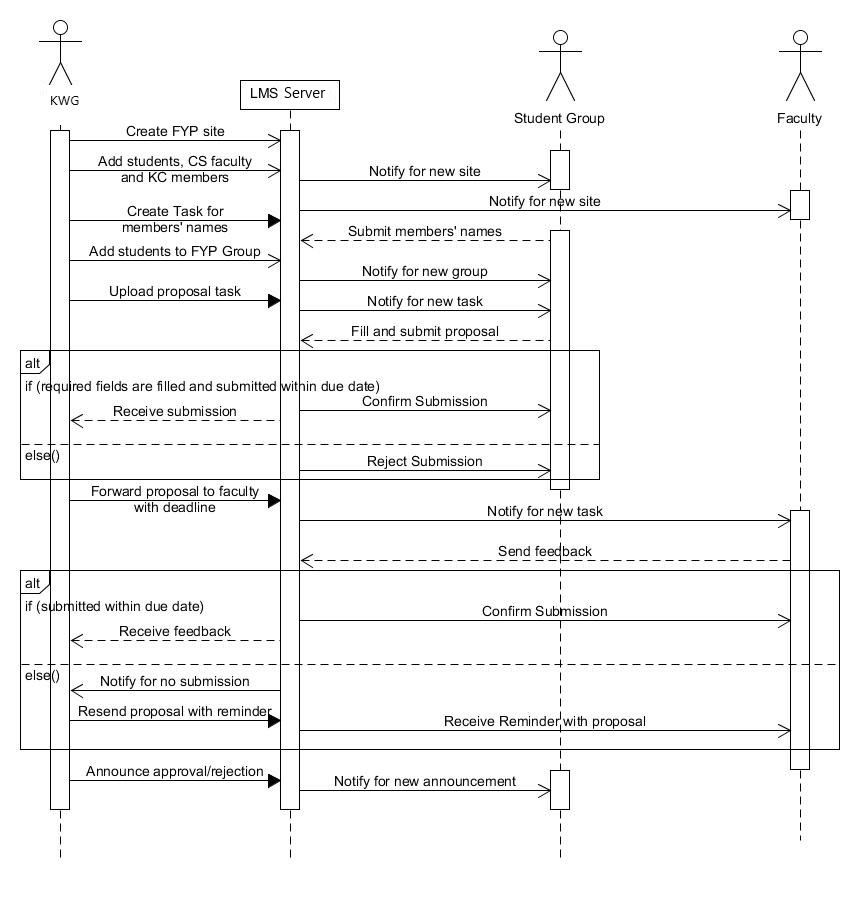 KWG
LMS Server
Student Group
Faculty
Create FYP site
Add students, CS faculty
and KC members
Notify for new site
Notify for new site
Create Task for
members' names
Submit members' names
Add students to FYP Group
Notify for new group
Upload proposal task
Notify for new task
Fill and submit proposal
alt
if (required fields are filled and submitted within due date)
Receive submission
Confirm Submission
else()
Reject Submission
Forward proposal to faculty
with deadline
Notify for new task
Send feedback
alt
if (submitted within due date)
Confirm Submission
Receive feedback
else()
Notify for no submission
Resend proposal with reminder
Receive Reminder with proposal
Announce approval/rejection
Notify for new announcement